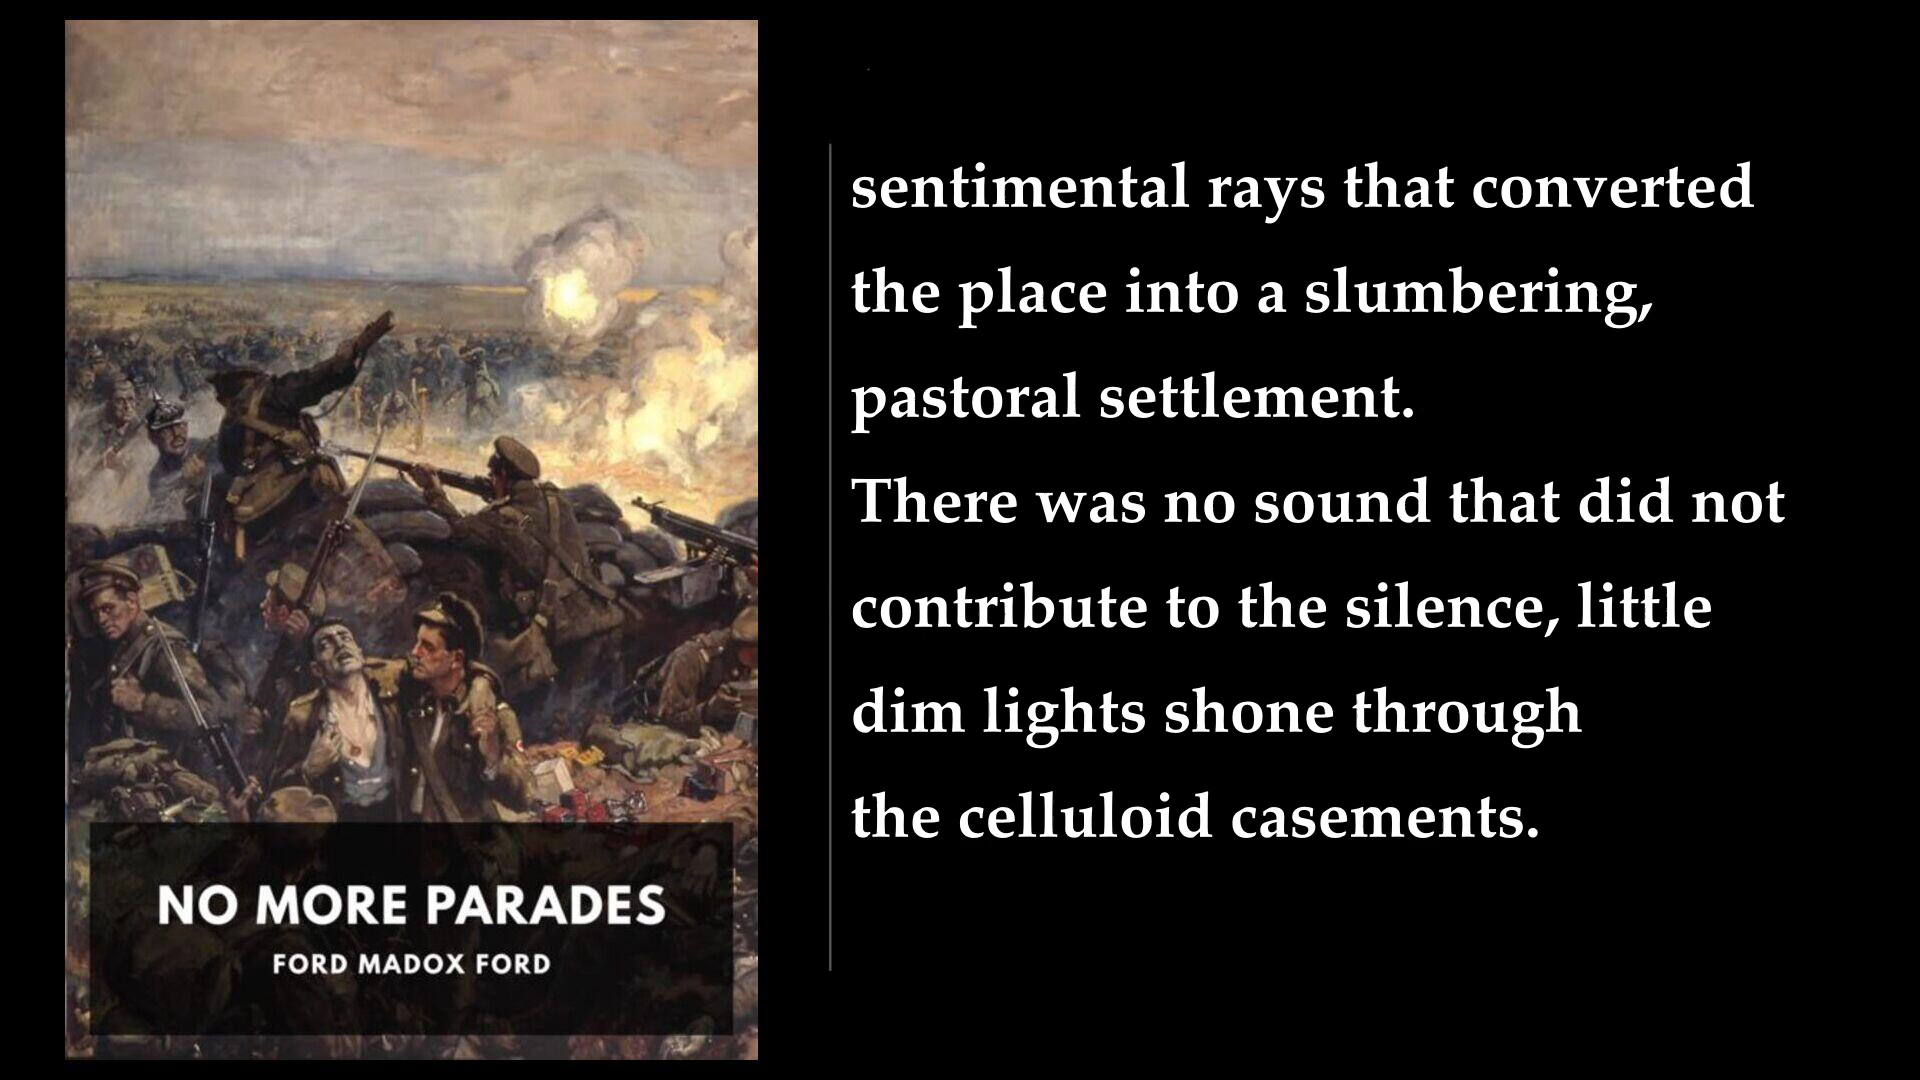 sentimental rays that converted
the place into a slumbering,
pastoral settlement.
There was no sound that did not
contribute to the silence, little
dim lights shone through
the celluloid casements.
NO MORE PARADES
FORD MADOX FORD